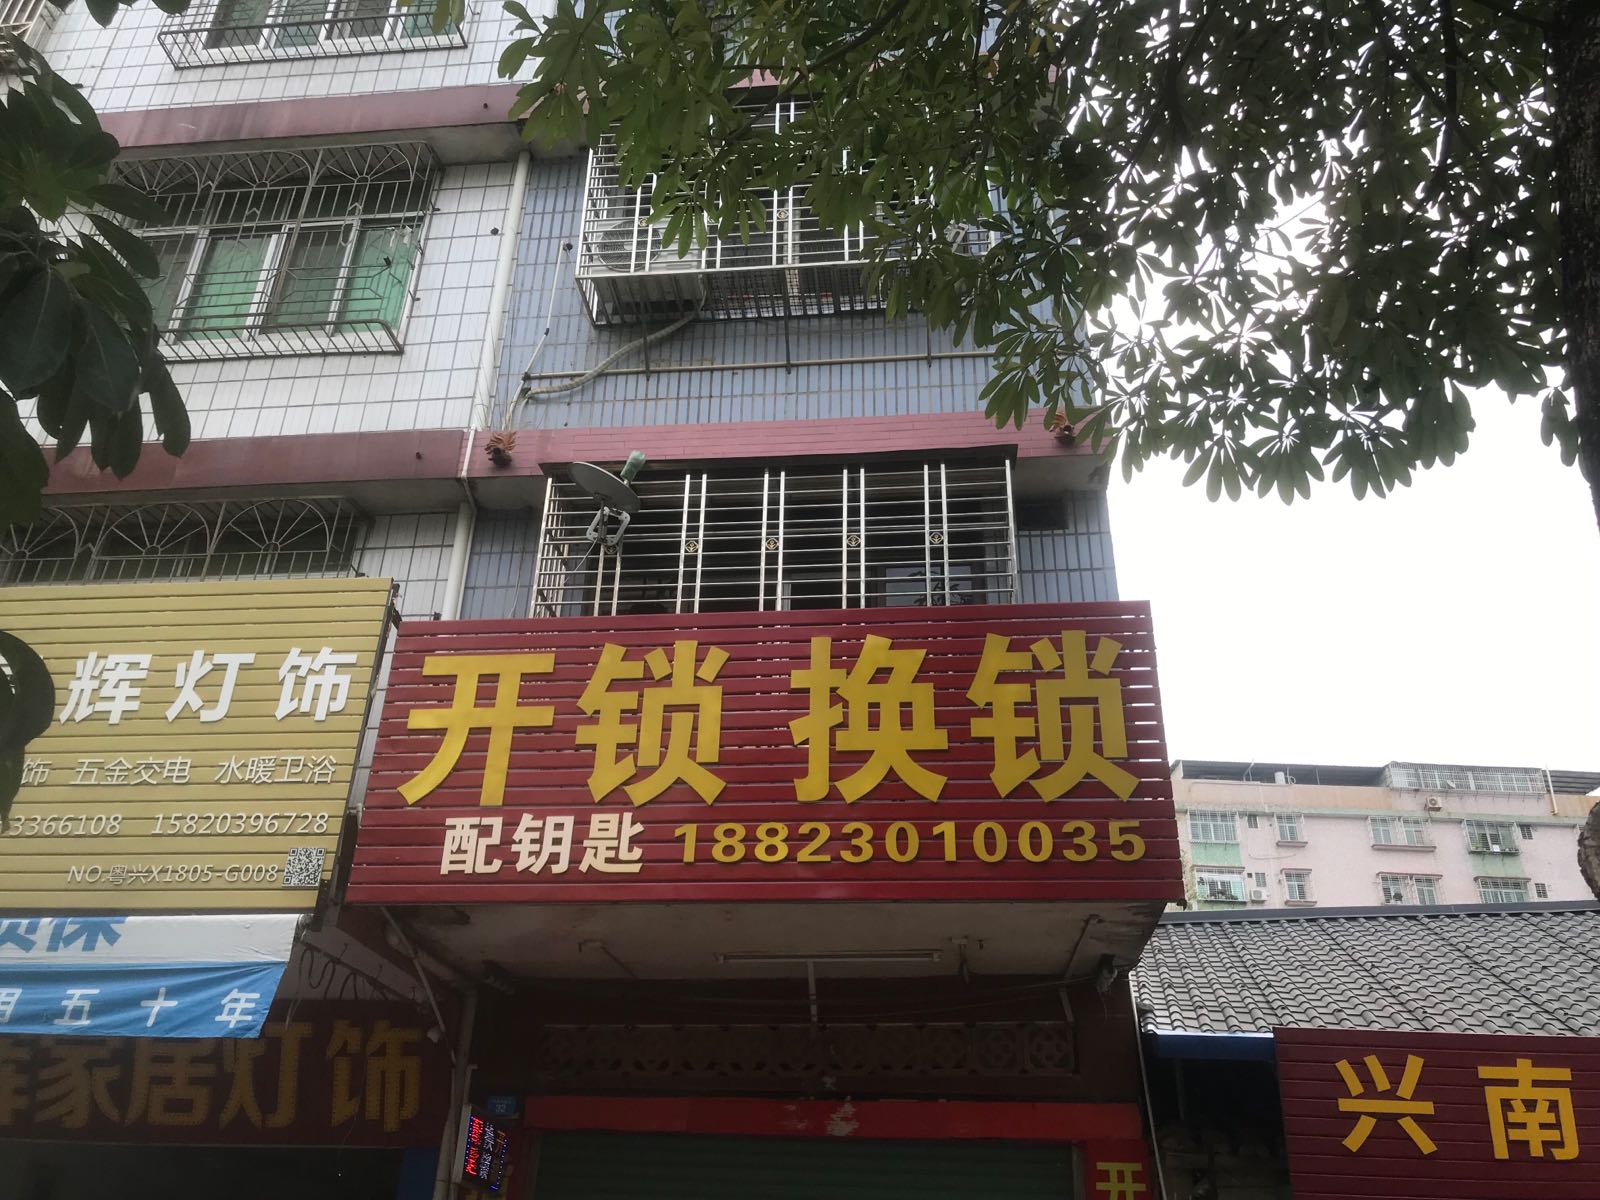 辉灯饰
饰 五金交电 水暖卫浴
3366108 15820396728
NO.粤兴X1805-G008
五十年
家居灯饰
开锁 换锁
配钥匙 18823010035
兴南
开